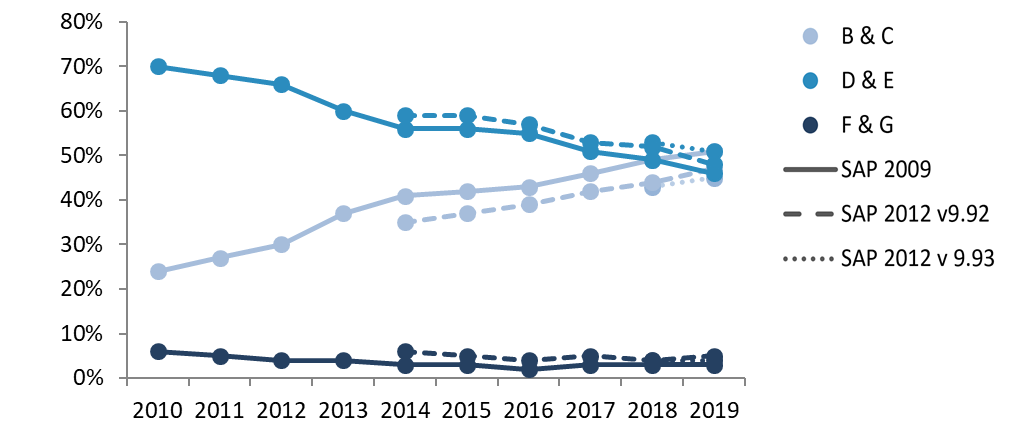 80%
70%
60%
50%
40%
30%
20%
10%
0%
2010 2011 2012 2013 2014 2015 2016 2017 2018 2019
B & C
D & E
F & G
SAP 2009
SAP 2012 v9.92
SAP 2012 v 9.93